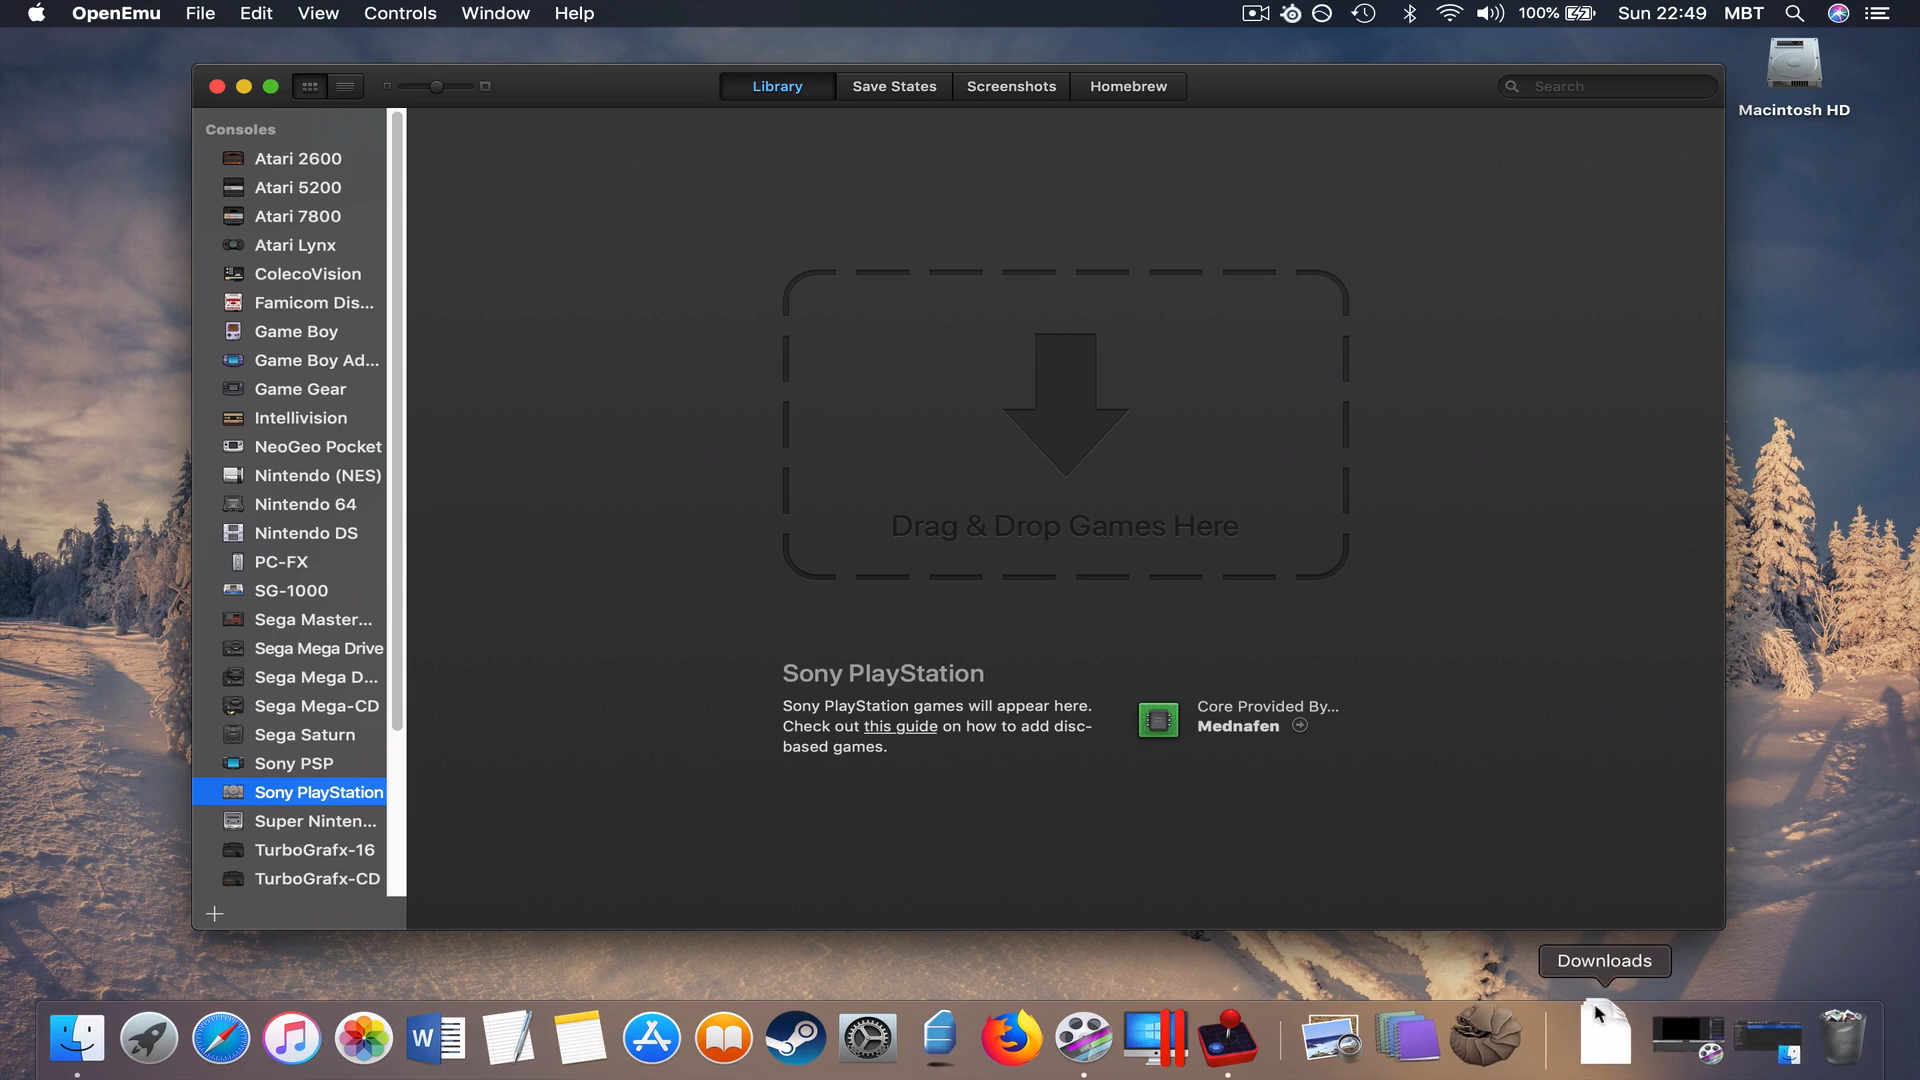 OpenEmu File Edit View Controls Window Help
100% Sun 22:49 MBT
Macintosh HD
Library Save States Screenshots Homebrew
Search
Consoles
Atari 2600
Atari 5200
Atari 7800
Atari Lynx
ColecoVision
Famicom Dis...
Game Boy
Game Boy Ad...
Game Gear
Intellivision
NeoGeo Pocket
Nintendo (NES)
Nintendo 64
Nintendo DS
PC-FX
SG-1000
Sega Master...
Sega Mega Drive
Sega Mega D...
Sega Mega-CD
Sega Saturn
Sony PSP
Sony PlayStation
Super Ninten...
TurboGrafx-16
TurboGrafx-CD
Drag & Drop Games Here
Sony PlayStation
Sony PlayStation games will appear here.
Check out this guide on how to add disc-
based games.
Core Provided By...
Mednafen
Downloads
W